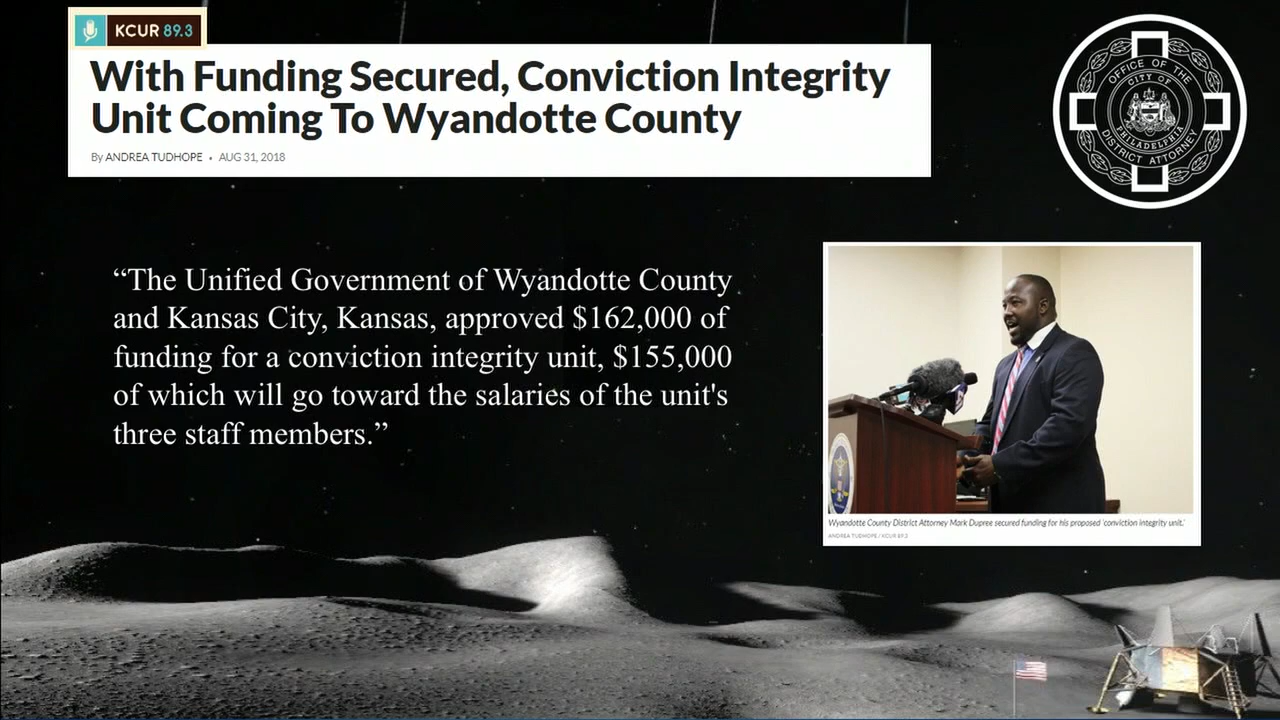 KCUR 89.3
With Funding Secured, Conviction Integrity
Unit Coming To Wyandotte County
By ANDREA TUDHOPE • AUG 31, 2018
OFFICE OF THE
CITY OF
PHILADELPHIA
DISTRICT ATTORNEY
“The Unified Government of Wyandotte County
and Kansas City, Kansas, approved $162,000 of
funding for a conviction integrity unit, $155,000
of which will go toward the salaries of the unit's
three staff members.”
Wyandotte County District Attorney Mark Dupree secured funding for his proposed 'conviction integrity unit.'
ANDREA TUDHOPE / KCUR 89.3